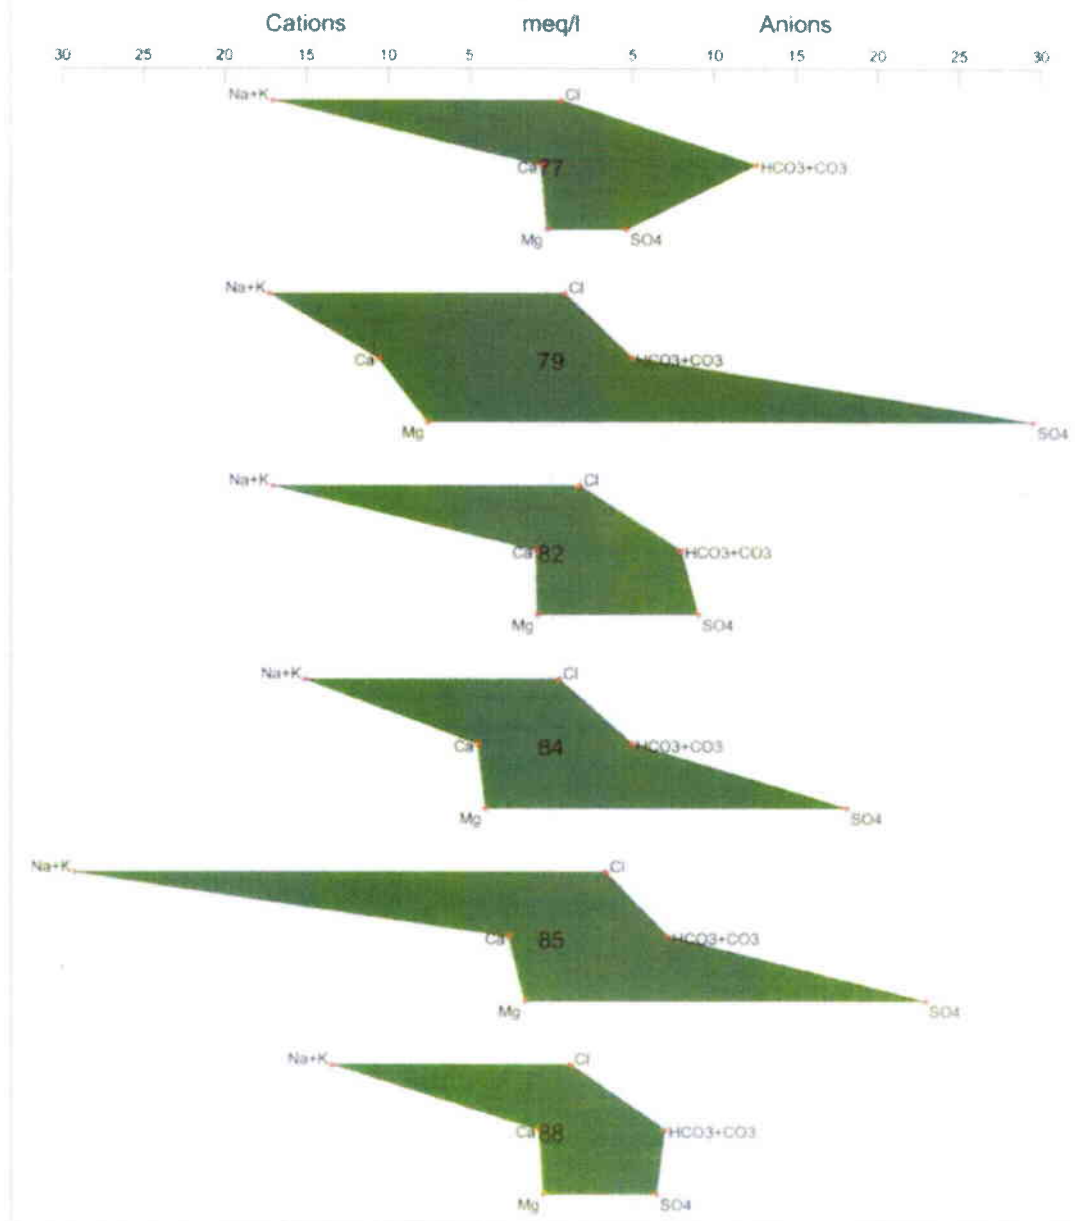 Cations meq/l Anions
30 25 20 15 10 5 5 10 15 20 25 30
Na+K Cl
Ca 77 HCO3+CO3
Mg SO4
Na+K Cl
Ca 79 HCO3+CO3
Mg SO4
Na+K Cl
Ca 82 HCO3+CO3
Mg SO4
Na+K Cl
Ca 84 HCO3+CO3
Mg SO4
Na+K Cl
Ca 85 HCO3+CO3
Mg SO4
Na+K Cl
Ca 88 HCO3+CO3
Mg SO4